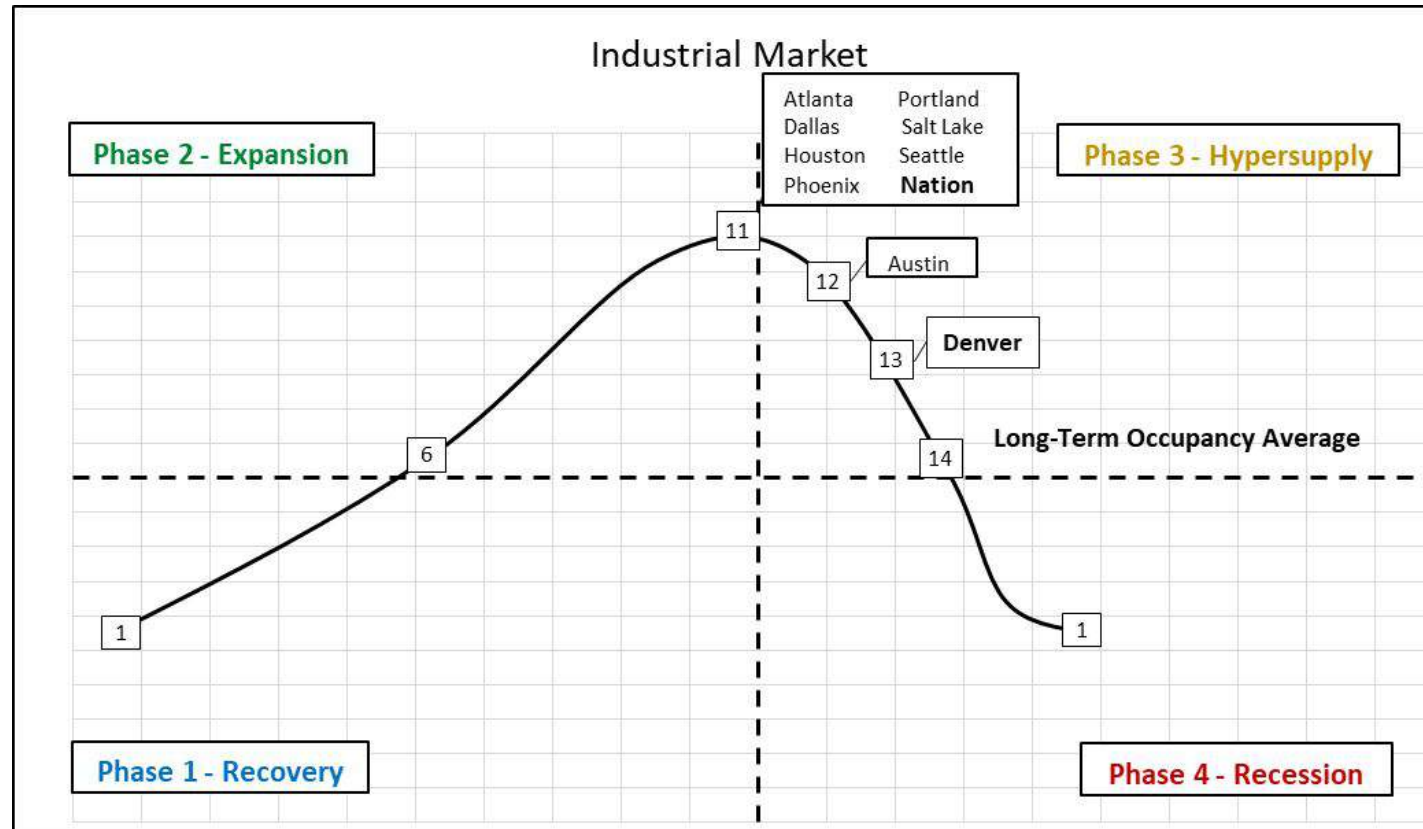 Industrial Market
Atlanta Portland
Dallas Salt Lake
Houston Seattle
Phoenix Nation
Phase 2 - Expansion
Phase 3 - Hypersupply
11
12
Austin
13
Denver
6
14
Long-Term Occupancy Average
1
1
Phase 1 - Recovery
Phase 4 - Recession